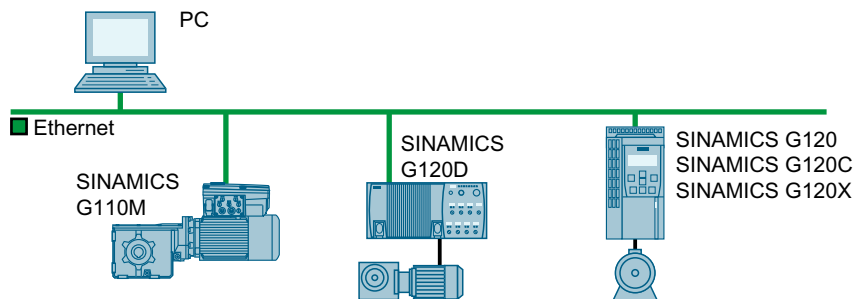 PC
Ethernet
SINAMICS
G110M
SINAMICS
G120D
SINAMICS G120
SINAMICS G120C
SINAMICS G120X